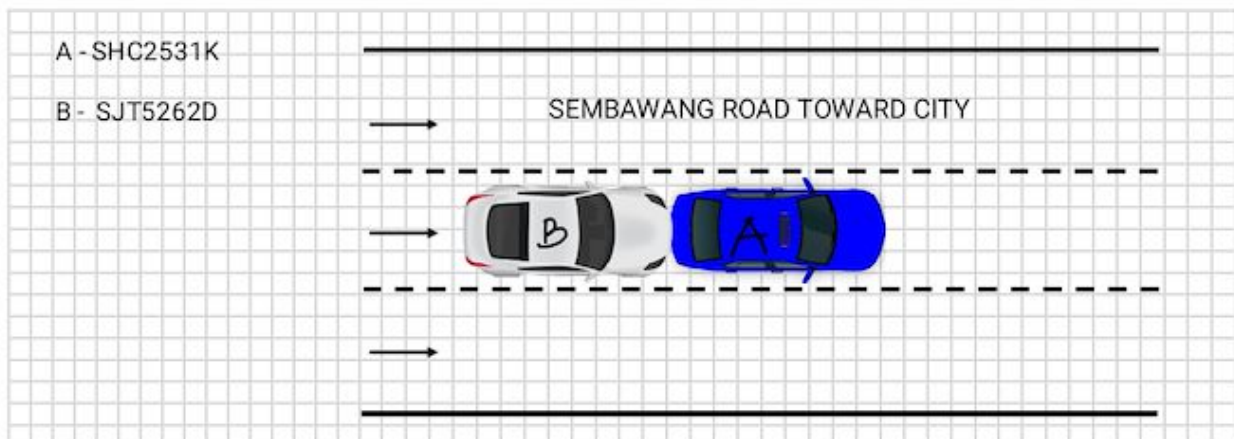 A - SHC2531K
B - SJT5262D
SEMBAWANG ROAD TOWARD CITY
B
A